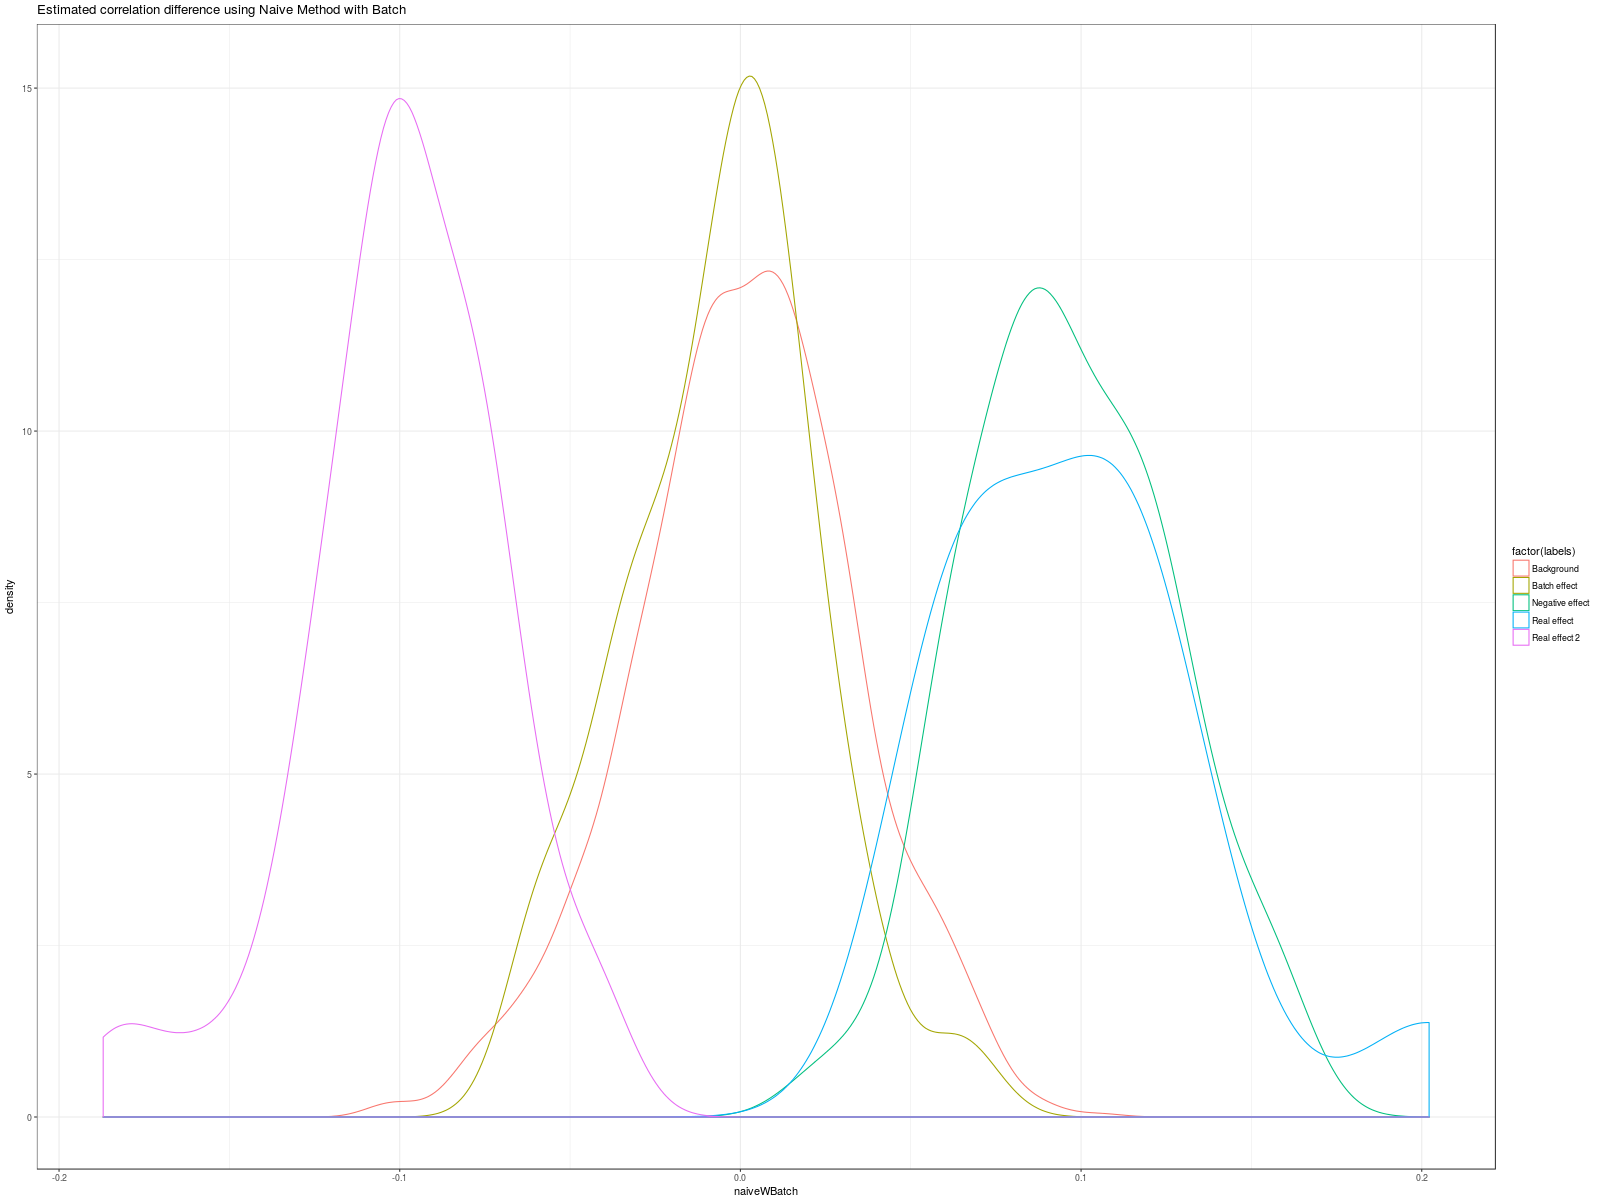 Estimated correlation difference using Naive Method with Batch
15
10
5
0
density
-0.2
-0.1
0.0
0.1
0.2
naiveWBatch
factor(labels)
Background
Batch effect
Negative effect
Real effect
Real effect 2